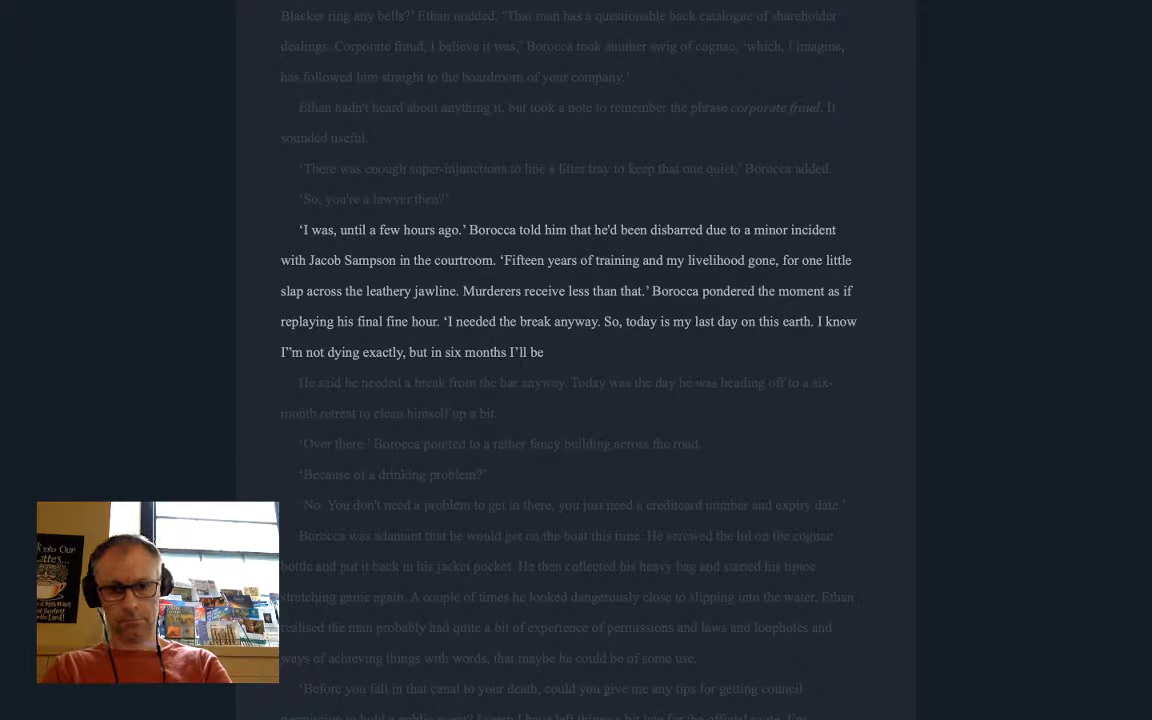 Blacker ring any bells?’ Ethan nodded. ‘That man has a questionable back catalogue of shareholder
dealings. Corporate fraud, I believe it was,’ Borocca took another swig of cognac, ‘which, I imagine,
has followed him straight to the boardroom of your company.’
Ethan hadn't heard about anything it, but took a note to remember the phrase corporate fraud. It
sounded useful.
‘There was enough super-injunctions to line a litter tray to keep that one quiet,’ Borocca added.
‘So, you're a lawyer then?’
‘I was, until a few hours ago.’ Borocca told him that he'd been disbarred due to a minor incident
with Jacob Sampson in the courtroom. ‘Fifteen years of training and my livelihood gone, for one little
slap across the leathery jawline. Murderers receive less than that.’ Borocca pondered the moment as if
replaying his final fine hour. ‘I needed the break anyway. So, today is my last day on this earth. I know
I’'m not dying exactly, but in six months I’ll be
He said he needed a break from the bar anyway. Today was the day he was heading off to a six-
month retreat to clean himself up a bit.
‘Over there.’ Borocca pointed to a rather fancy building across the road.
‘Because of a drinking problem?’
‘No. You don't need a problem to get in there, you just need a creditcard number and expiry date.’
Borocca was adamant that he would get on the boat this time. He screwed the lid on the cognac
bottle and put it back in his jacket pocket. He then collected his heavy bag and started his tiptoe
stretching game again. A couple of times he looked dangerously close to slipping into the water. Ethan
realised the man probably had quite a bit of experience of permissions and laws and loopholes and
ways of achieving things with words, that maybe he could be of some use.
‘Before you fall in that canal to your death, could you give me any tips for getting council
permission to hold a public event? I seem I have left things a bit late for the official route. I'm